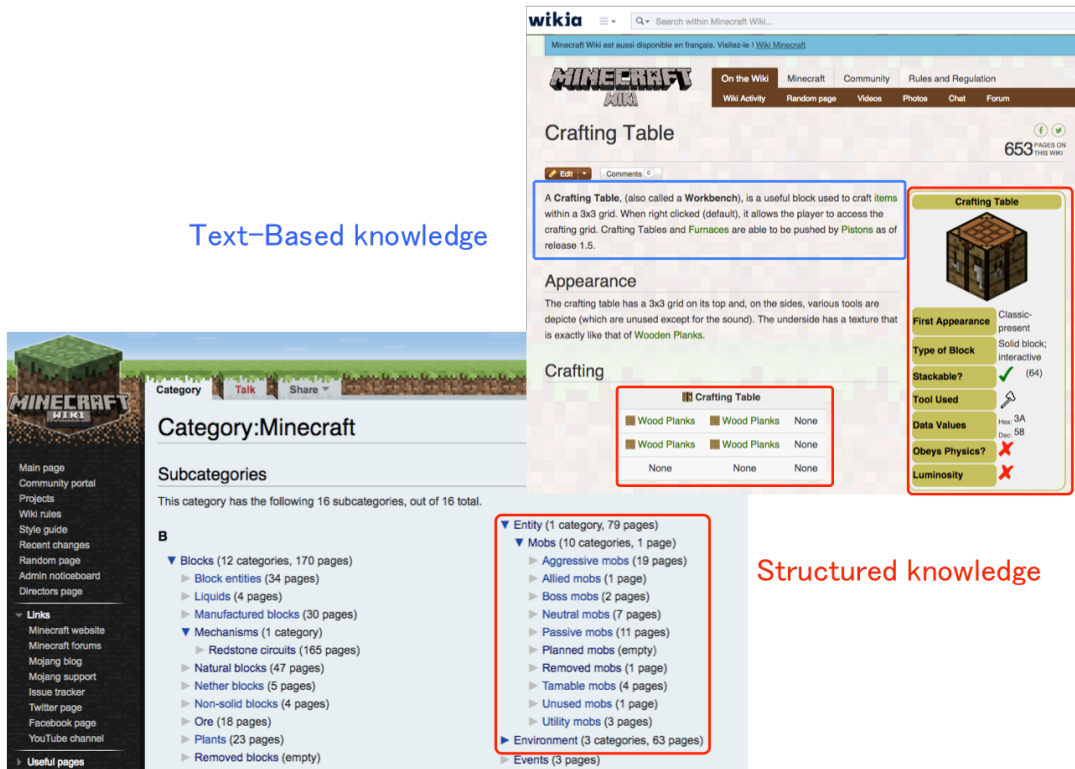 wikia
Search within Minecraft Wiki...
Minecraft Wiki est aussi disponible en français. Visitez-le ! Wiki Minecraft
MINECRAFT
WIKI
On the Wiki Minecraft Community Rules and Regulation
Wiki Activity Random page Videos Photos Chat Forum
Crafting Table
653 PAGES ON
THIS WIKI
Edit Comments 0
A Crafting Table, (also called a Workbench), is a useful block used to craft items
within a 3x3 grid. When right clicked (default), it allows the player to access the
crafting grid. Crafting Tables and Furnaces are able to be pushed by Pistons as of
release 1.5.
Appearance
The crafting table has a 3x3 grid on its top and, on the sides, various tools are
depicte (which are unused except for the sound). The underside has a texture that
is exactly like that of Wooden Planks.
Crafting
Crafting Table
Wood Planks Wood Planks None
Wood Planks Wood Planks None
None None None
Crafting Table
First Appearance Classic-
present
Type of Block Solid block;
interactive
Stackable? (64)
Tool Used
Data Values Hex: 3A
Dec: 58
Obeys Physics?
Luminosity
Text-Based knowledge
Structured knowledge
MINECRAFT
WIKI
Main page
Community portal
Projects
Wiki rules
Style guide
Recent changes
Random page
Admin noticeboard
Directors page
Links
Minecraft website
Minecraft forums
Mojang blog
Mojang support
Issue tracker
Twitter page
Facebook page
YouTube channel
Useful pages
Category Talk Share
Category:Minecraft
Subcategories
This category has the following 16 subcategories, out of 16 total.
B
Blocks (12 categories, 170 pages)
Block entities (34 pages)
Liquids (4 pages)
Manufactured blocks (30 pages)
Mechanisms (1 category)
Redstone circuits (165 pages)
Natural blocks (47 pages)
Nether blocks (5 pages)
Non-solid blocks (4 pages)
Ore (18 pages)
Plants (23 pages)
Removed blocks (empty)
Entity (1 category, 79 pages)
Mobs (10 categories, 1 page)
Aggressive mobs (19 pages)
Allied mobs (1 page)
Boss mobs (2 pages)
Neutral mobs (7 pages)
Passive mobs (11 pages)
Planned mobs (empty)
Removed mobs (1 page)
Tamable mobs (4 pages)
Unused mobs (1 page)
Utility mobs (3 pages)
Environment (3 categories, 63 pages)
Events (3 pages)